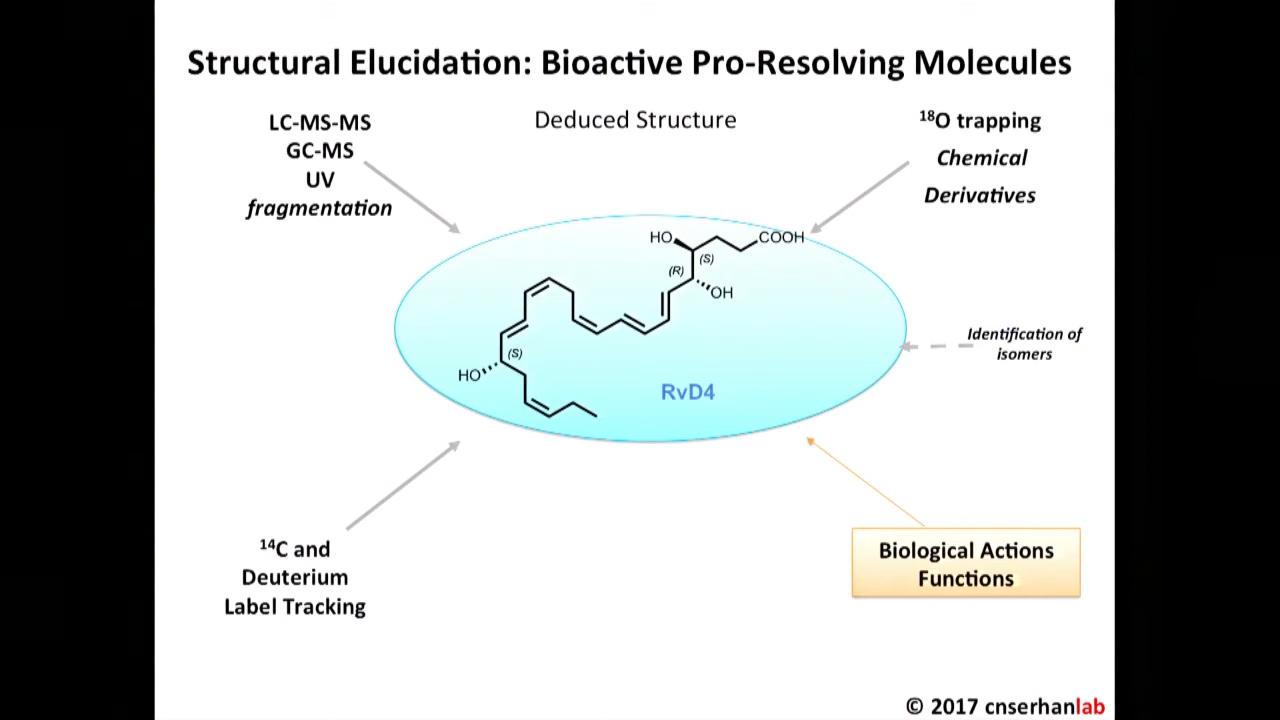 Structural Elucidation: Bioactive Pro-Resolving Molecules
LC-MS-MS
GC-MS
UV
fragmentation
Deduced Structure
¹⁸O trapping
Chemical
Derivatives
HO
COOH
(S)
(R)
OH
(S)
HO
RvD4
Identification of
isomers
¹⁴C and
Deuterium
Label Tracking
Biological Actions
Functions
© 2017 cnserhanlab